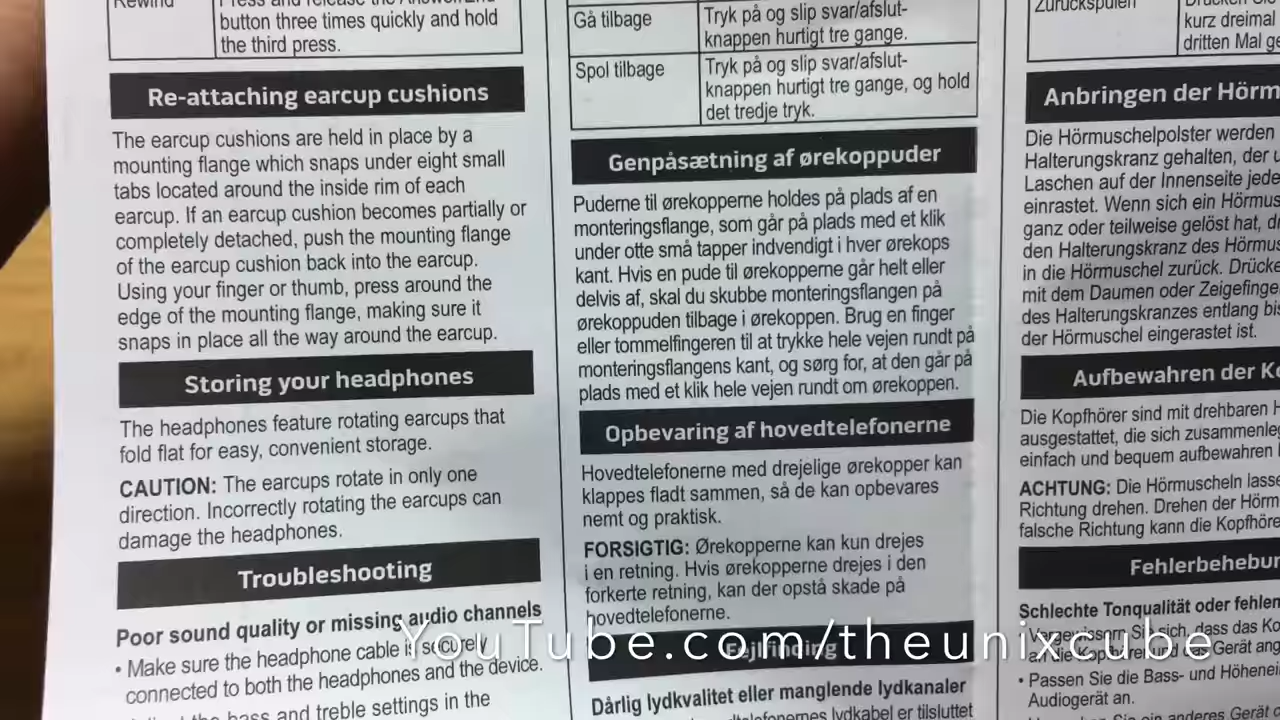 Rewind
button three times quickly and hold
the third press.
Re-attaching earcup cushions
The earcup cushions are held in place by a
mounting flange which snaps under eight small
tabs located around the inside rim of each
earcup. If an earcup cushion becomes partially or
completely detached, push the mounting flange
of the earcup cushion back into the earcup.
Using your finger or thumb, press around the
edge of the mounting flange, making sure it
snaps in place all the way around the earcup.
Storing your headphones
The headphones feature rotating earcups that
fold flat for easy, convenient storage.
CAUTION: The earcups rotate in only one
direction. Incorrectly rotating the earcups can
damage the headphones.
Troubleshooting
Poor sound quality or missing audio channels
• Make sure the headphone cable is securely
connected to both the headphones and the device.
bass and treble settings in the
Gå tilbage
Tryk på og slip svar/afslut-
knappen hurtigt tre gange.
Spol tilbage
Tryk på og slip svar/afslut-
knappen hurtigt tre gange, og hold
det tredje tryk.
Genpåsætning af ørekoppuder
Puderne til ørekopperne holdes på plads af en
monteringsflange, som går på plads med et klik
under otte små tapper indvendigt i hver ørekops
kant. Hvis en pude til ørekopperne går helt eller
delvis af, skal du skubbe monteringsflangen på
ørekoppuden tilbage i ørekoppen. Brug en finger
eller tommelfingeren til at trykke hele vejen rundt på
monteringsflangens kant, og sørg for, at den går på
plads med et klik hele vejen rundt om ørekoppen.
Opbevaring af hovedtelefonerne
Hovedtelefonerne med drejelige ørekopper kan
klappes fladt sammen, så de kan opbevares
nemt og praktisk.
FORSIGTIG: Ørekopperne kan kun drejes
i en retning. Hvis ørekopperne drejes i den
forkerte retning, kan der opstå skade på
hovedtelefonerne.
Fejlfinding
Dårlig lydkvalitet eller manglende lydkanaler
lydkabel er tilsluttet
Zurückspulen
kurz dreimal
dritten Mal
Anbringen der
Die Hörmuschelpolster werden
Halterungskranz gehalten, der
Laschen auf der Innenseite
einrastet. Wenn sich ein
ganz oder teilweise gelöst hat,
den Halterungskranz des
in die Hörmuschel zurück.
mit dem Daumen oder
des Halterungskranzes entlang
der Hörmuschel eingerastet ist.
Aufbewahren der
Die Kopfhörer sind mit drehbaren
ausgestattet, die sich
einfach und bequem aufbewahren
ACHTUNG: Die Hörmuscheln
Richtung drehen. Drehen der
falsche Richtung kann die
Schlechte Tonqualität oder
dass das
Gerät
• Passen Sie die Bass- und
Audiogerät an.
ein anderes Gerät
YouTube.com/theunixcube